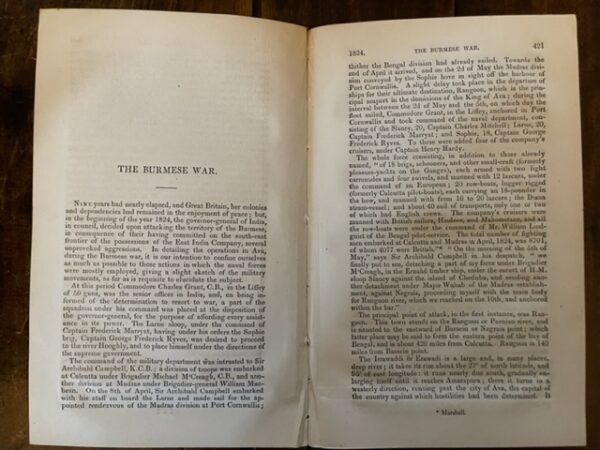 THE BURMESE WAR.
NINE years had nearly elapsed, and Great Britain, her colonies
and dependencies had remained in the enjoyment of peace; but,
in the beginning of the year 1824, the governor-general of India,
in council, decided upon attacking the territory of the Burmese,
in consequence of their having committed on the south-east
frontier of the possessions of the East India Company, several
unprovoked aggressions. In detailing the operations in Ava,
during the Burmese war, it is our intention to confine ourselves
as much as possible to those actions in which the naval forces
were mostly employed, giving a slight sketch of the military
movements, so far as is requisite to elucidate the subject.
At this period Commodore Charles Grant, C.B., in the Liffey
of 50 guns, was the senior officer in India, and, on being in-
formed of the determination to resort to war, a part of the
squadron under his command was placed at the disposition of
the governor-general, for the purpose of affording every assist-
ance in its power. The Larne sloop, under the command of
Captain Frederick Marryat, having under his orders the Sophie
brig, Captain George Frederick Ryves, was desired to proceed
to the river Hooghly, and to place himself under the directions of
the supreme government.
The command of the military department was intrusted to Sir
Archibald Campbell, K.C.B.; a division of troops was embarked
at Calcutta under Brigadier Michael M'Creagh, C.B., and ano-
ther division at Madras under Brigadier-general William Mac-
bean. On the 8th of April, Sir Archibald Campbell embarked
with his staff on board the Larne and made sail for the ap-
pointed rendezvous of the Madras division at Port Cornwallis;
1824. THE BURMESE WAR. 421
thither the Bengal division had already sailed. Towards the
end of April it arrived, and on the 2d of May the Madras divi-
sion conveyed by the Sophie hove in sight off the harbour of
Port Cornwallis. A slight delay took place in the departure of
ships for their ultimate destination, Rangoon, which is the prin-
cipal seaport in the dominions of the King of Ava; during the
interval between the 2d of May and the 5th, on which day the
fleet sailed, Commodore Grant, in the Liffey, anchored in Port
Cornwallis and took command of the naval department, con-
sisting of the Slaney, 20, Captain Charles Mitchell; Larne, 20,
Captain Frederick Marryat; and Sophie, 18, Captain George
Frederick Ryves. To these were added four of the company's
cruisers, under Captain Henry Hardy.
The whole force consisting, in addition to those already
named, "of 18 brigs, schooners, and other small-craft (formerly
pleasure-yachts on the Ganges), each armed with two light
carronades and four swivels, and manned with 12 lascars, under
the command of an European; 20 row-boats, lugger rigged
(formerly Calcutta pilot-boats), each carrying an 18-pounder in
the bow, and manned with from 16 to 20 lascars; the Diana
steam-vessel; and about 40 sail of transports, only one or two
of which had English crews. The company's cruisers were
manned with British sailors, Hindoos, and Mahometans, and all
the row-boats were under the command of Mr. William Lind-
quist of the Bengal pilot-service. The total number of fighting
men embarked at Calcutta and Madras in April, 1824, was 8701,
of whom 4077 were British."* "On the morning of the 5th of
May," says Sir Archibald Campbell in his despatch, "we
finally put to sea, detaching a part of my force under Brigadier
M'Creagh, in the Ernaad timber ship, under the escort of H.M.
sloop Slaney against the island of Cheduba, and sending ano-
ther detachment under Major Wahab of the Madras establish-
ment, against Negrais, proposing myself with the main body
for Rangoon river, which we reached on the 10th, and anchored
within the bar."
The principal point of attack, in the first instance, was Ran-
goon. This town stands on the Rangoon or Pumian river, and
is situated to the eastward of Bassein or Negrain point; which
latter place may be said to form the eastern point of the bay of
Bengal, and is about 420 miles from Calcutta. Rangoon is 142
miles from Bassein point.
The Irrawaddi or Erawadi is a large and, in many places,
deep river; it takes its rise about the 27° of north latitude, and
95° of east longitude: it runs nearly due south, gradually en-
larging itself until it reaches Amerapura; there it turns in a
westerly direction, running past the city of Ava, the capital of
the country against which hostilities had been determined. It
* Marshall.